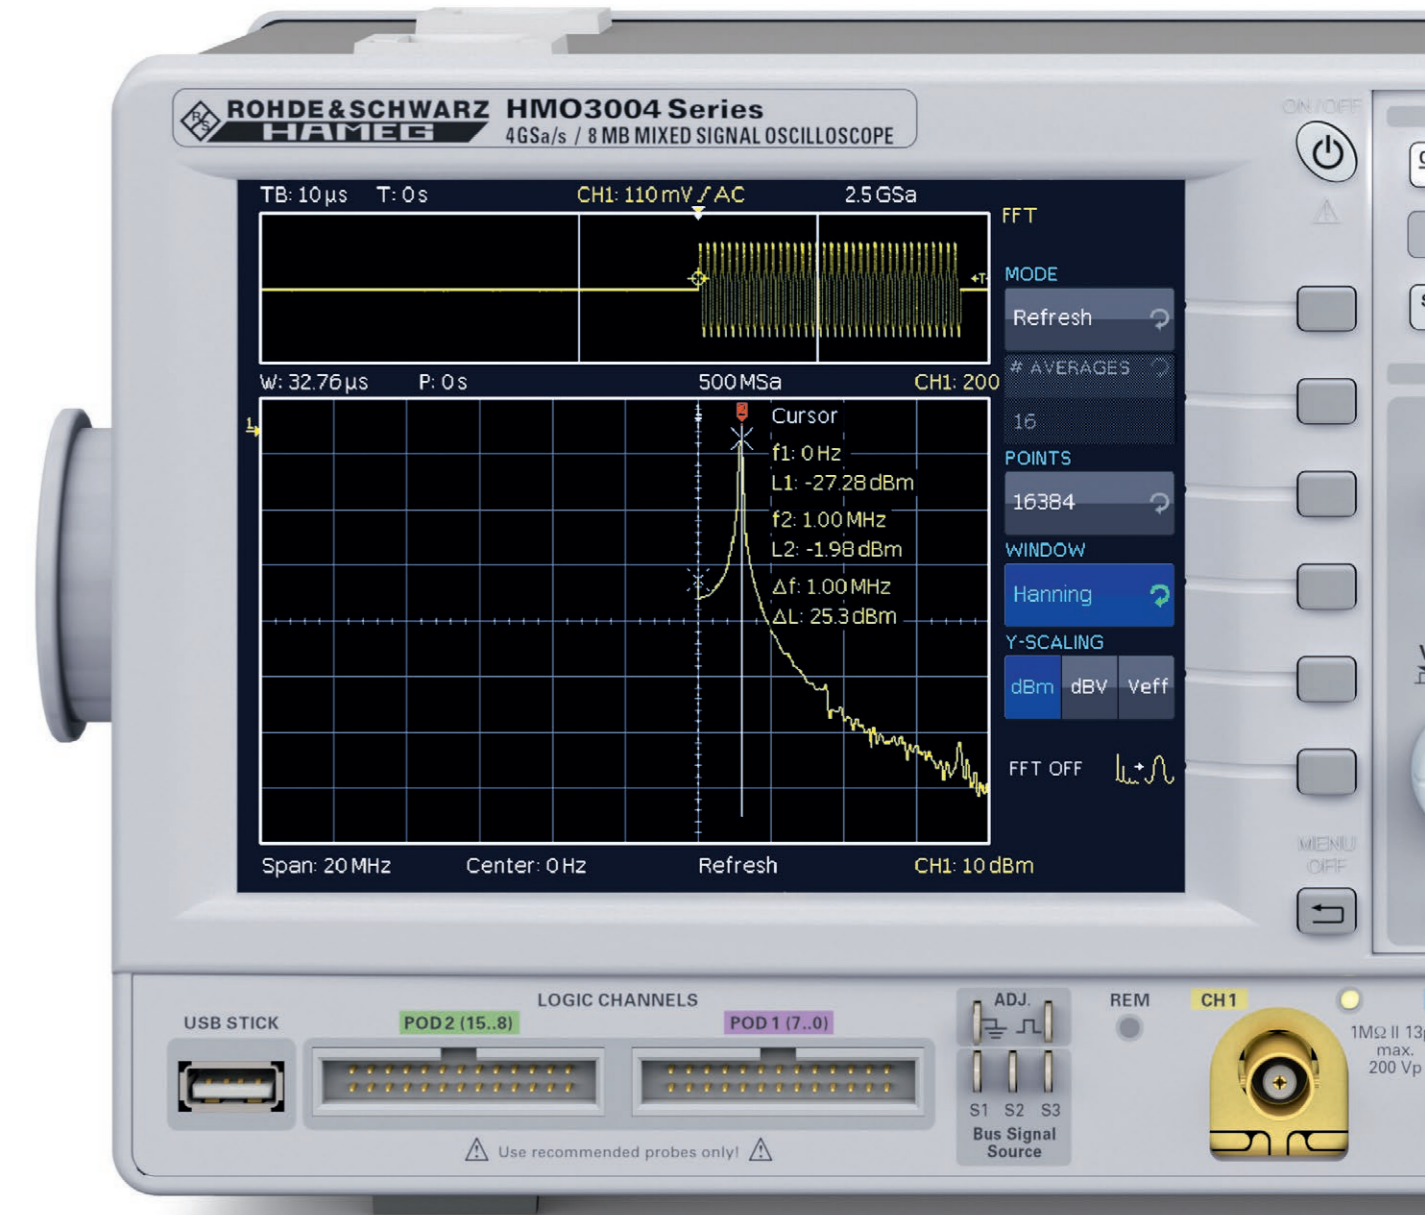 ROHDE&SCHWARZ
HAMEG
HMO3004 Series
4GSa/s / 8 MB MIXED SIGNAL OSCILLOSCOPE
ON/OFF
TB: 10µs T: 0s CH1: 110mV AC 2.5GSa
FFT
MODE
Refresh
# AVERAGES
16
W: 32.76µs P: 0s 500MSa CH1: 200
POINTS
16384
WINDOW
Hanning
Y-SCALING
dBm dBV Veff
FFT OFF
1
2
T
Cursor
f1: 0Hz
L1: -27.28dBm
f2: 1.00MHz
L2: -1.98dBm
Δf: 1.00MHz
ΔL: 25.3dBm
Span: 20MHz Center: 0Hz Refresh CH1: 10dBm
MENU
OFF
LOGIC CHANNELS
USB STICK
POD2 (15..8)
POD1 (7..0)
ADJ.
REM
CH1
1MΩ II 13p
max.
200 Vp
S1 S2 S3
Bus Signal
Source
Use recommended probes only!